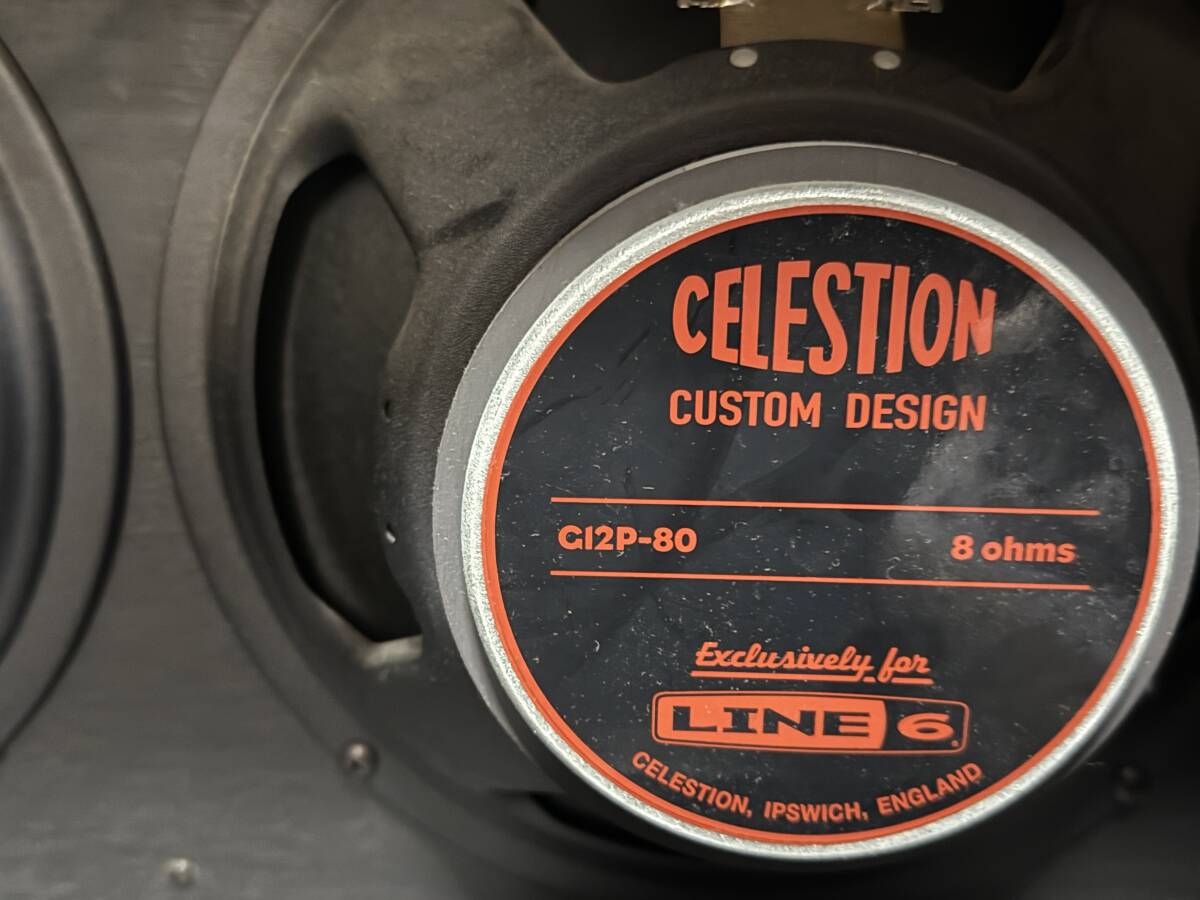 CELESTION
CUSTOM DESIGN
G12P-80 8 ohms
Exclusively for
LINE 6
CELESTION, IPSWICH, ENGLAND